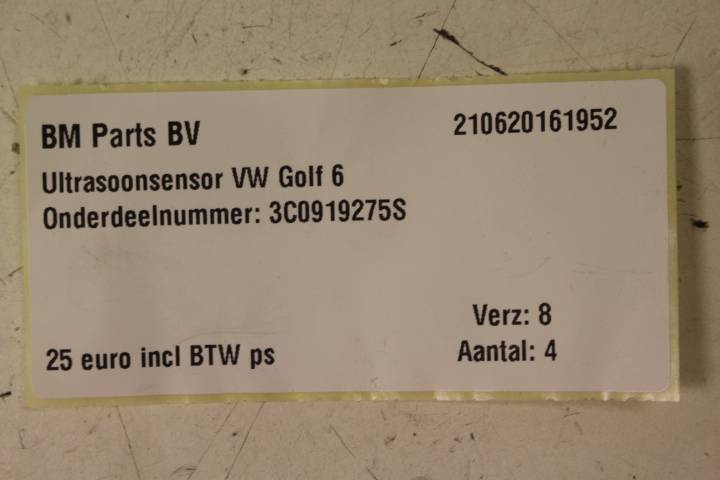 BM Parts BV 210620161952
Ultrasoonsensor VW Golf 6
Onderdeelnummer: 3C0919275S
Verz: 8
25 euro incl BTW ps Aantal: 4